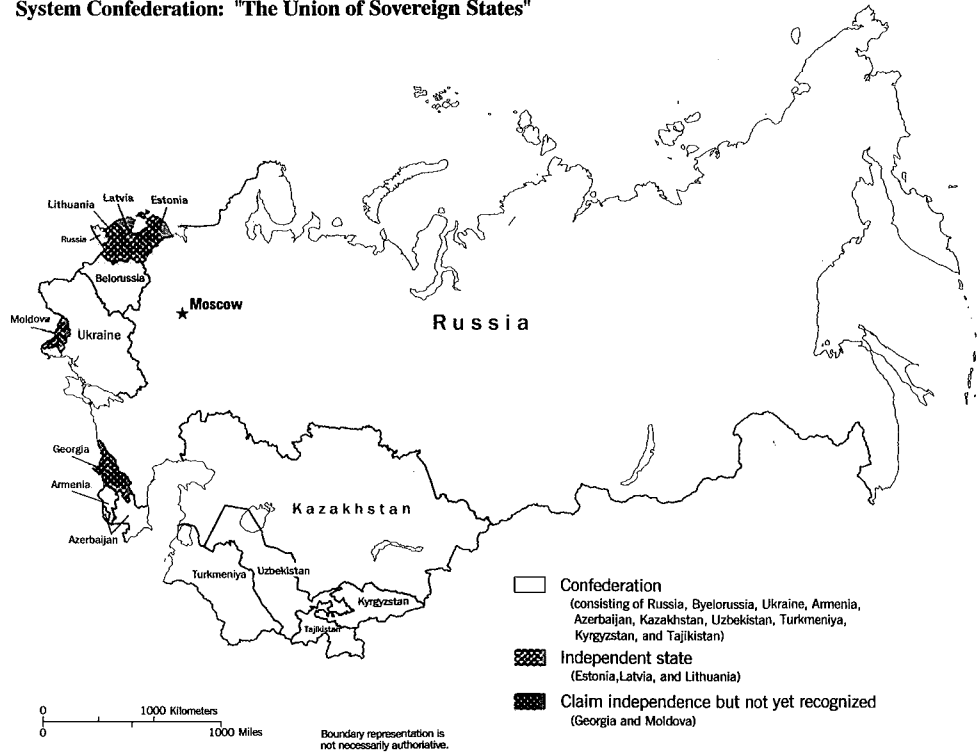 System Confederation: "The Union of Sovereign States"
Lithuania
Latvia
Estonia
Russia
Belorussia
Moscow
Russia
Moldova
Ukraine
Georgia
Armenia
Azerbaijan
Kazakhstan
Turkmeniya
Uzbekistan
Kyrgyzstan
Tajikistan
Confederation
(consisting of Russia, Byelorussia, Ukraine, Armenia,
Azerbaijan, Kazakhstan, Uzbekistan, Turkmeniya,
Kyrgyzstan, and Tajikistan)
Independent state
(Estonia,Latvia, and Lithuania)
Claim independence but not yet recognized
(Georgia and Moldova)
0 1000 Kilometers
0 1000 Miles
Boundary representation is
not necessarily authoriative.